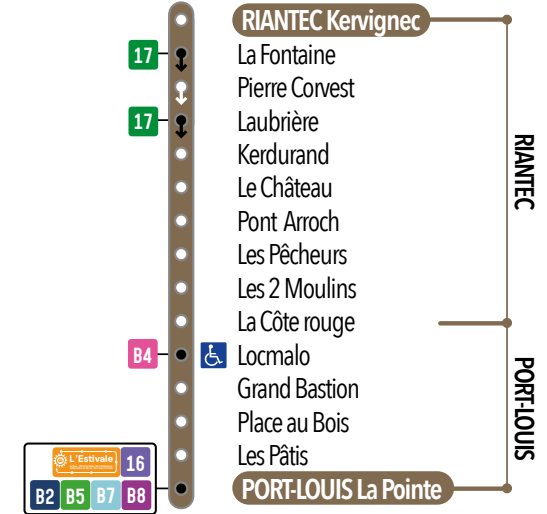 RIANTEC Kervignec
17 La Fontaine
Pierre Corvest
17 Laubrière
Kerdurand
Le Château
Pont Arroch
Les Pêcheurs
Les 2 Moulins
La Côte rouge
B4 Locmalo
Grand Bastion
Place au Bois
Les Pâtis
L'Estivale 16
B2 B5 B7 B8 PORT-LOUIS La Pointe
RIANTEC
PORT-LOUIS